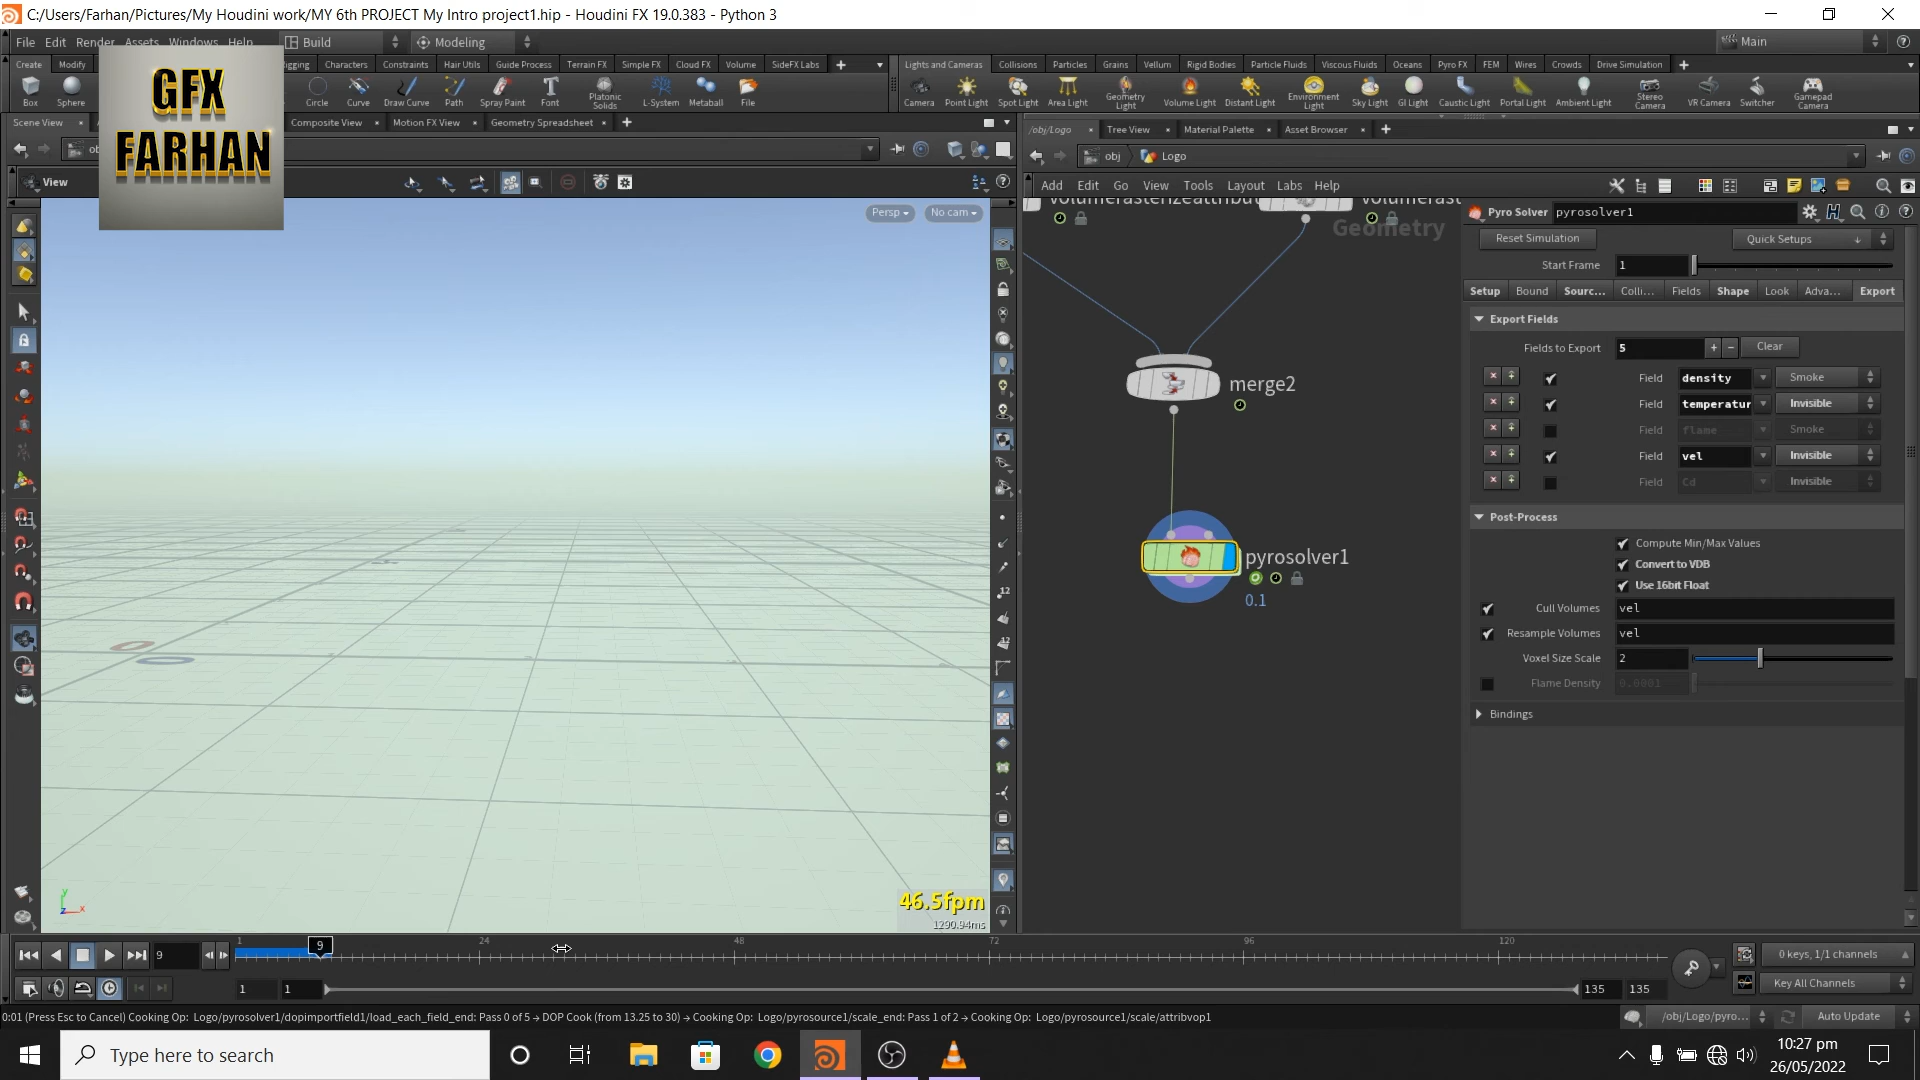 C:/Users/Farhan/Pictures/My Houdini work/MY 6th PROJECT My Intro project1.hip - Houdini FX 19.0.383 - Python 3
File Edit Render Assets Windows Help Build Modeling Main
Create Modify Rigging Characters Constraints Hair Utils Guide Process Terrain FX Simple FX Cloud FX Volume SideFX Labs
Lights and Cameras Collisions Particles Grains Vellum Rigid Bodies Particle Fluids Viscous Fluids Oceans Pyro FX FEM Wires Crowds Drive Simulation
Box Sphere Circle Curve Draw Curve Path Spray Paint Font Platonic Solids L-System Metaball File
Camera Point Light Spot Light Area Light Geometry Light Volume Light Distant Light Environment Light Sky Light GI Light Caustic Light Portal Light Ambient Light Stereo Camera VR Camera Switcher Gamepad Camera
GFX
FARHAN
Scene View Composite View Motion FX View Geometry Spreadsheet
/obj/Logo Tree View Material Palette Asset Browser
obj Logo
View
Add Edit Go View Tools Layout Labs Help
Persp No cam
Geometry
merge2
pyrosolver1
0.1
Pyro Solver pyrosolver1
Reset Simulation Quick Setups
Start Frame 1
Setup Bound Sourc... Colli... Fields Shape Look Adva... Export
Export Fields
Fields to Export 5 + − Clear
Field density Smoke
Field temperatur Invisible
Field flame Smoke
Field vel Invisible
Field Cd Invisible
Post-Process
Compute Min/Max Values
Convert to VDB
Use 16bit Float
Cull Volumes vel
Resample Volumes vel
Voxel Size Scale 2
Flame Density 0.0001
Bindings
46.5fpm
1290.94ms
9 1 9 24 48 72 96 120
0 keys, 1/1 channels
1 1 135 135
Key All Channels
0:01 (Press Esc to Cancel) Cooking Op: Logo/pyrosolver1/dopimportfield1/load_each_field_end: Pass 0 of 5 → DOP Cook (from 13.25 to 30) → Cooking Op: Logo/pyrosource1/scale_end: Pass 1 of 2 → Cooking Op: Logo/pyrosource1/scale/attribvop1
/obj/Logo/pyro... Auto Update
Type here to search
10:27 pm
26/05/2022